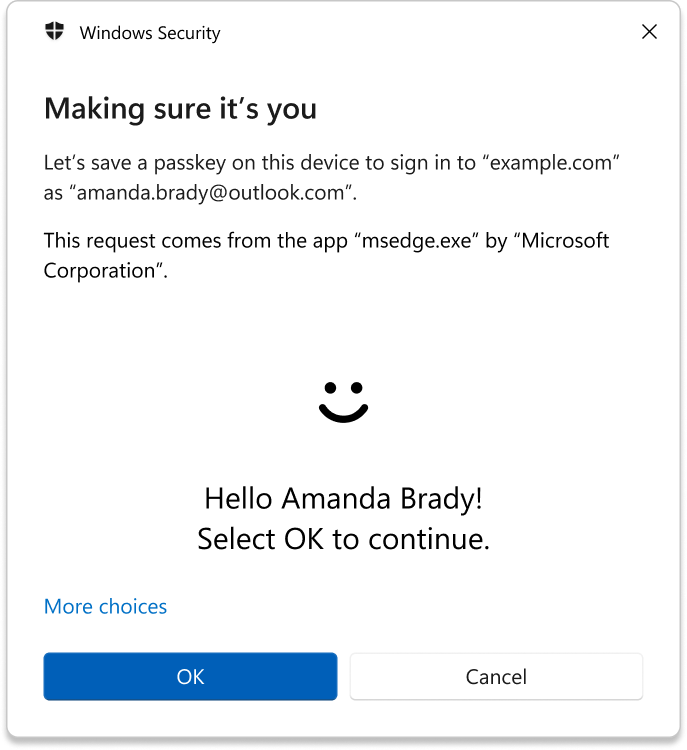 Windows Security
Making sure it’s you
Let’s save a passkey on this device to sign in to “example.com”
as “amanda.brady@outlook.com”.
This request comes from the app “msedge.exe” by “Microsoft
Corporation”.
Hello Amanda Brady!
Select OK to continue.
More choices
OK
Cancel